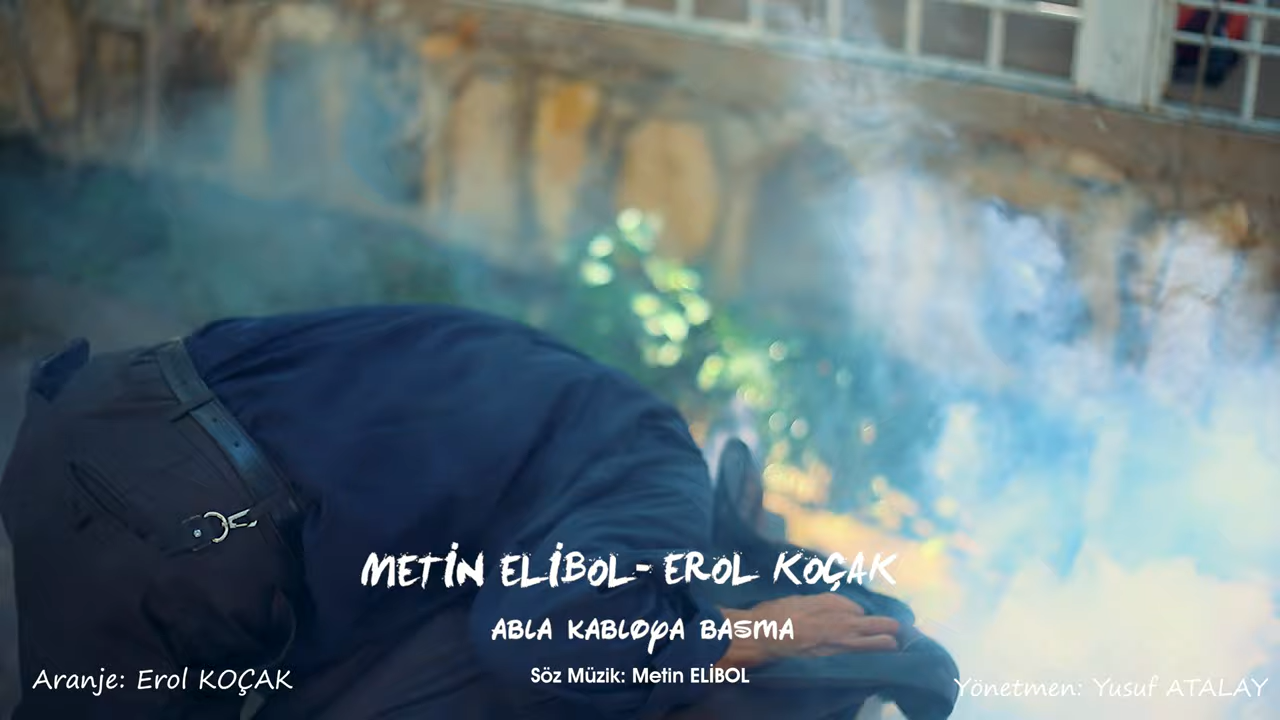 METİN ELİBOL- EROL KOÇAK
ABLA KABLOYA BASMA
Söz Müzik: Metin ELİBOL
Aranje: Erol KOÇAK
Yönetmen: Yusuf ATALAY